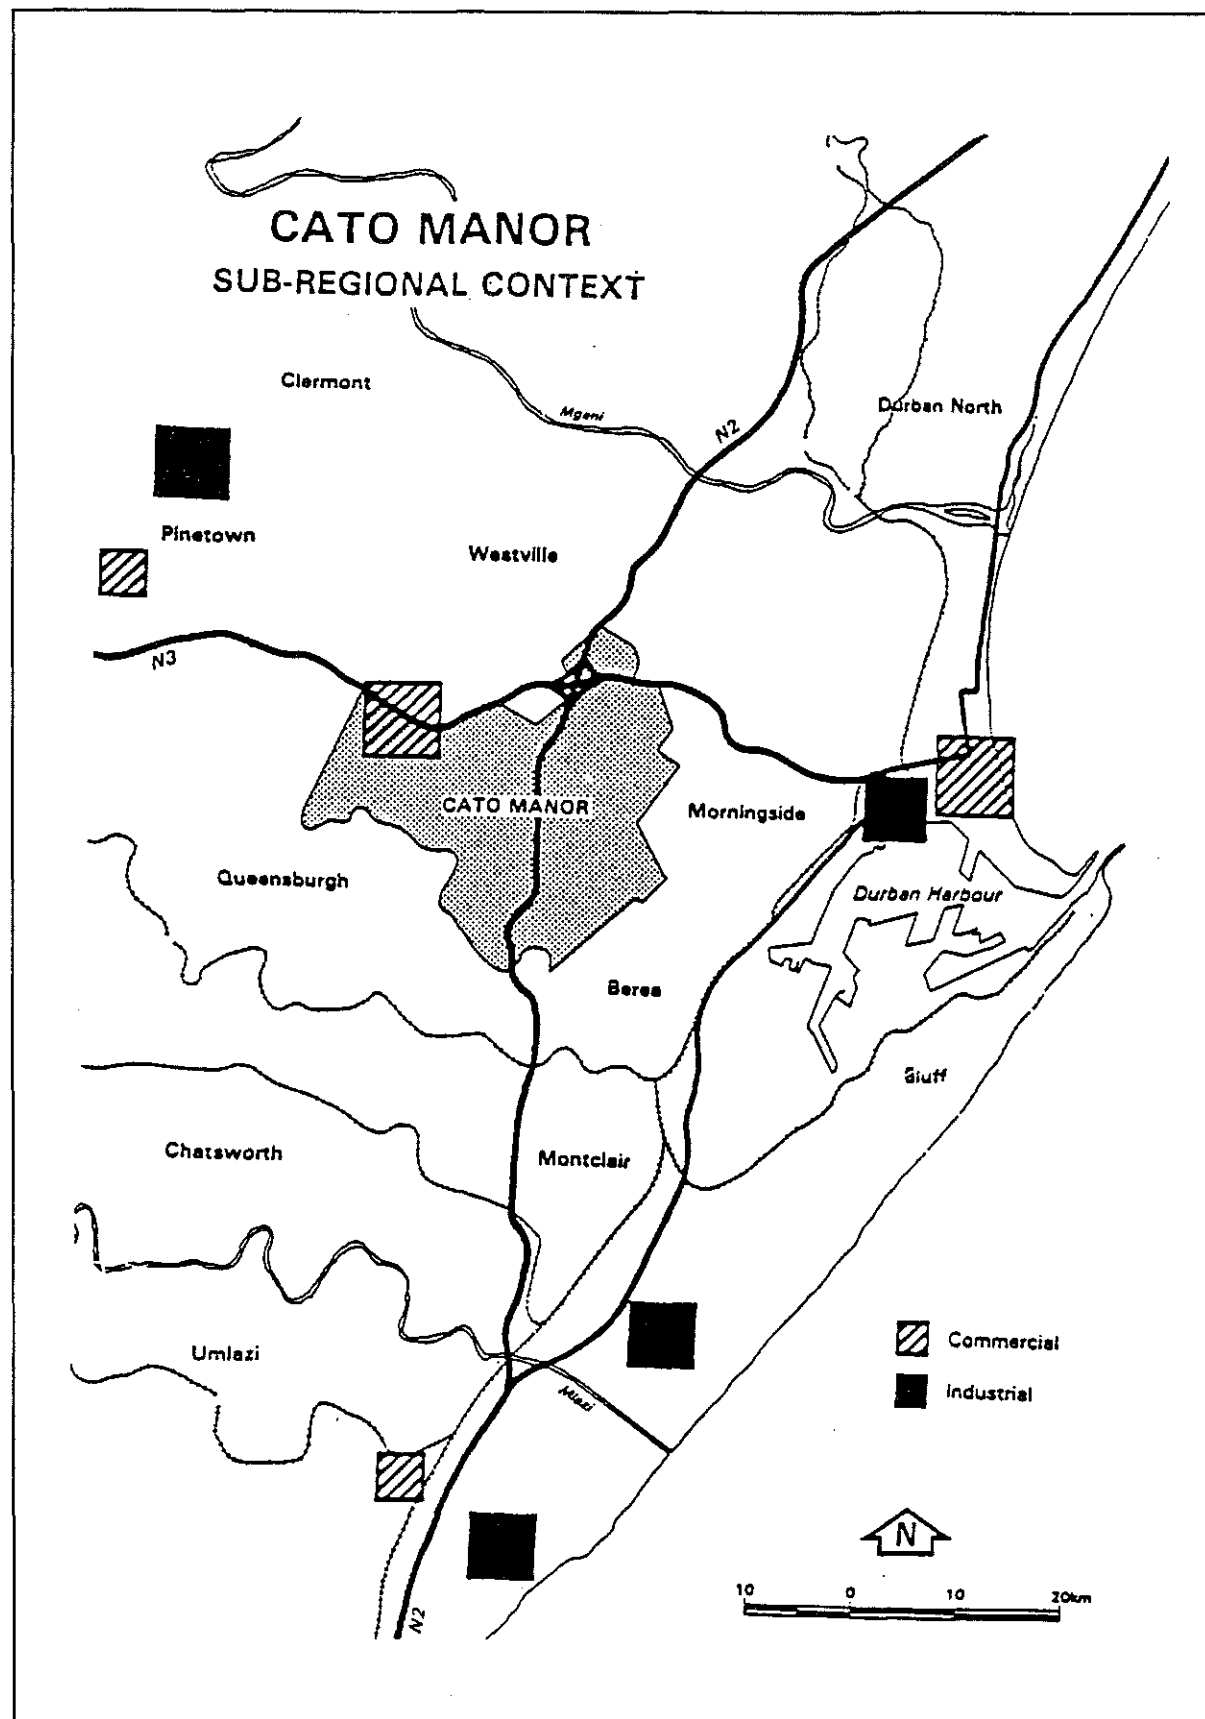 CATO MANOR
SUB-REGIONAL CONTEXT
Clermont
Mgeni
N2
Durban North
Pinetown
Westville
N3
CATO MANOR
Morningside
Queensburgh
Durban Harbour
Berea
Bluff
Chatsworth
Montclair
Commercial
Umlazi
Industrial
Mlazi
N
10 0 10 20km
N2